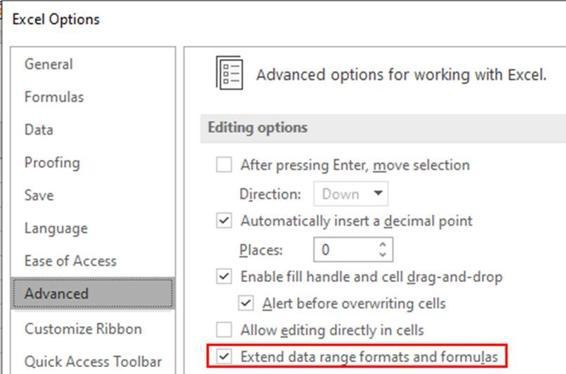 Excel Options
General
Formulas
Data
Proofing
Save
Language
Ease of Access
Advanced
Customize Ribbon
Quick Access Toolbar
Advanced options for working with Excel.
Editing options
After pressing Enter, move selection
Direction: Down
Automatically insert a decimal point
Places: 0
Enable fill handle and cell drag-and-drop
Alert before overwriting cells
Allow editing directly in cells
Extend data range formats and formulas